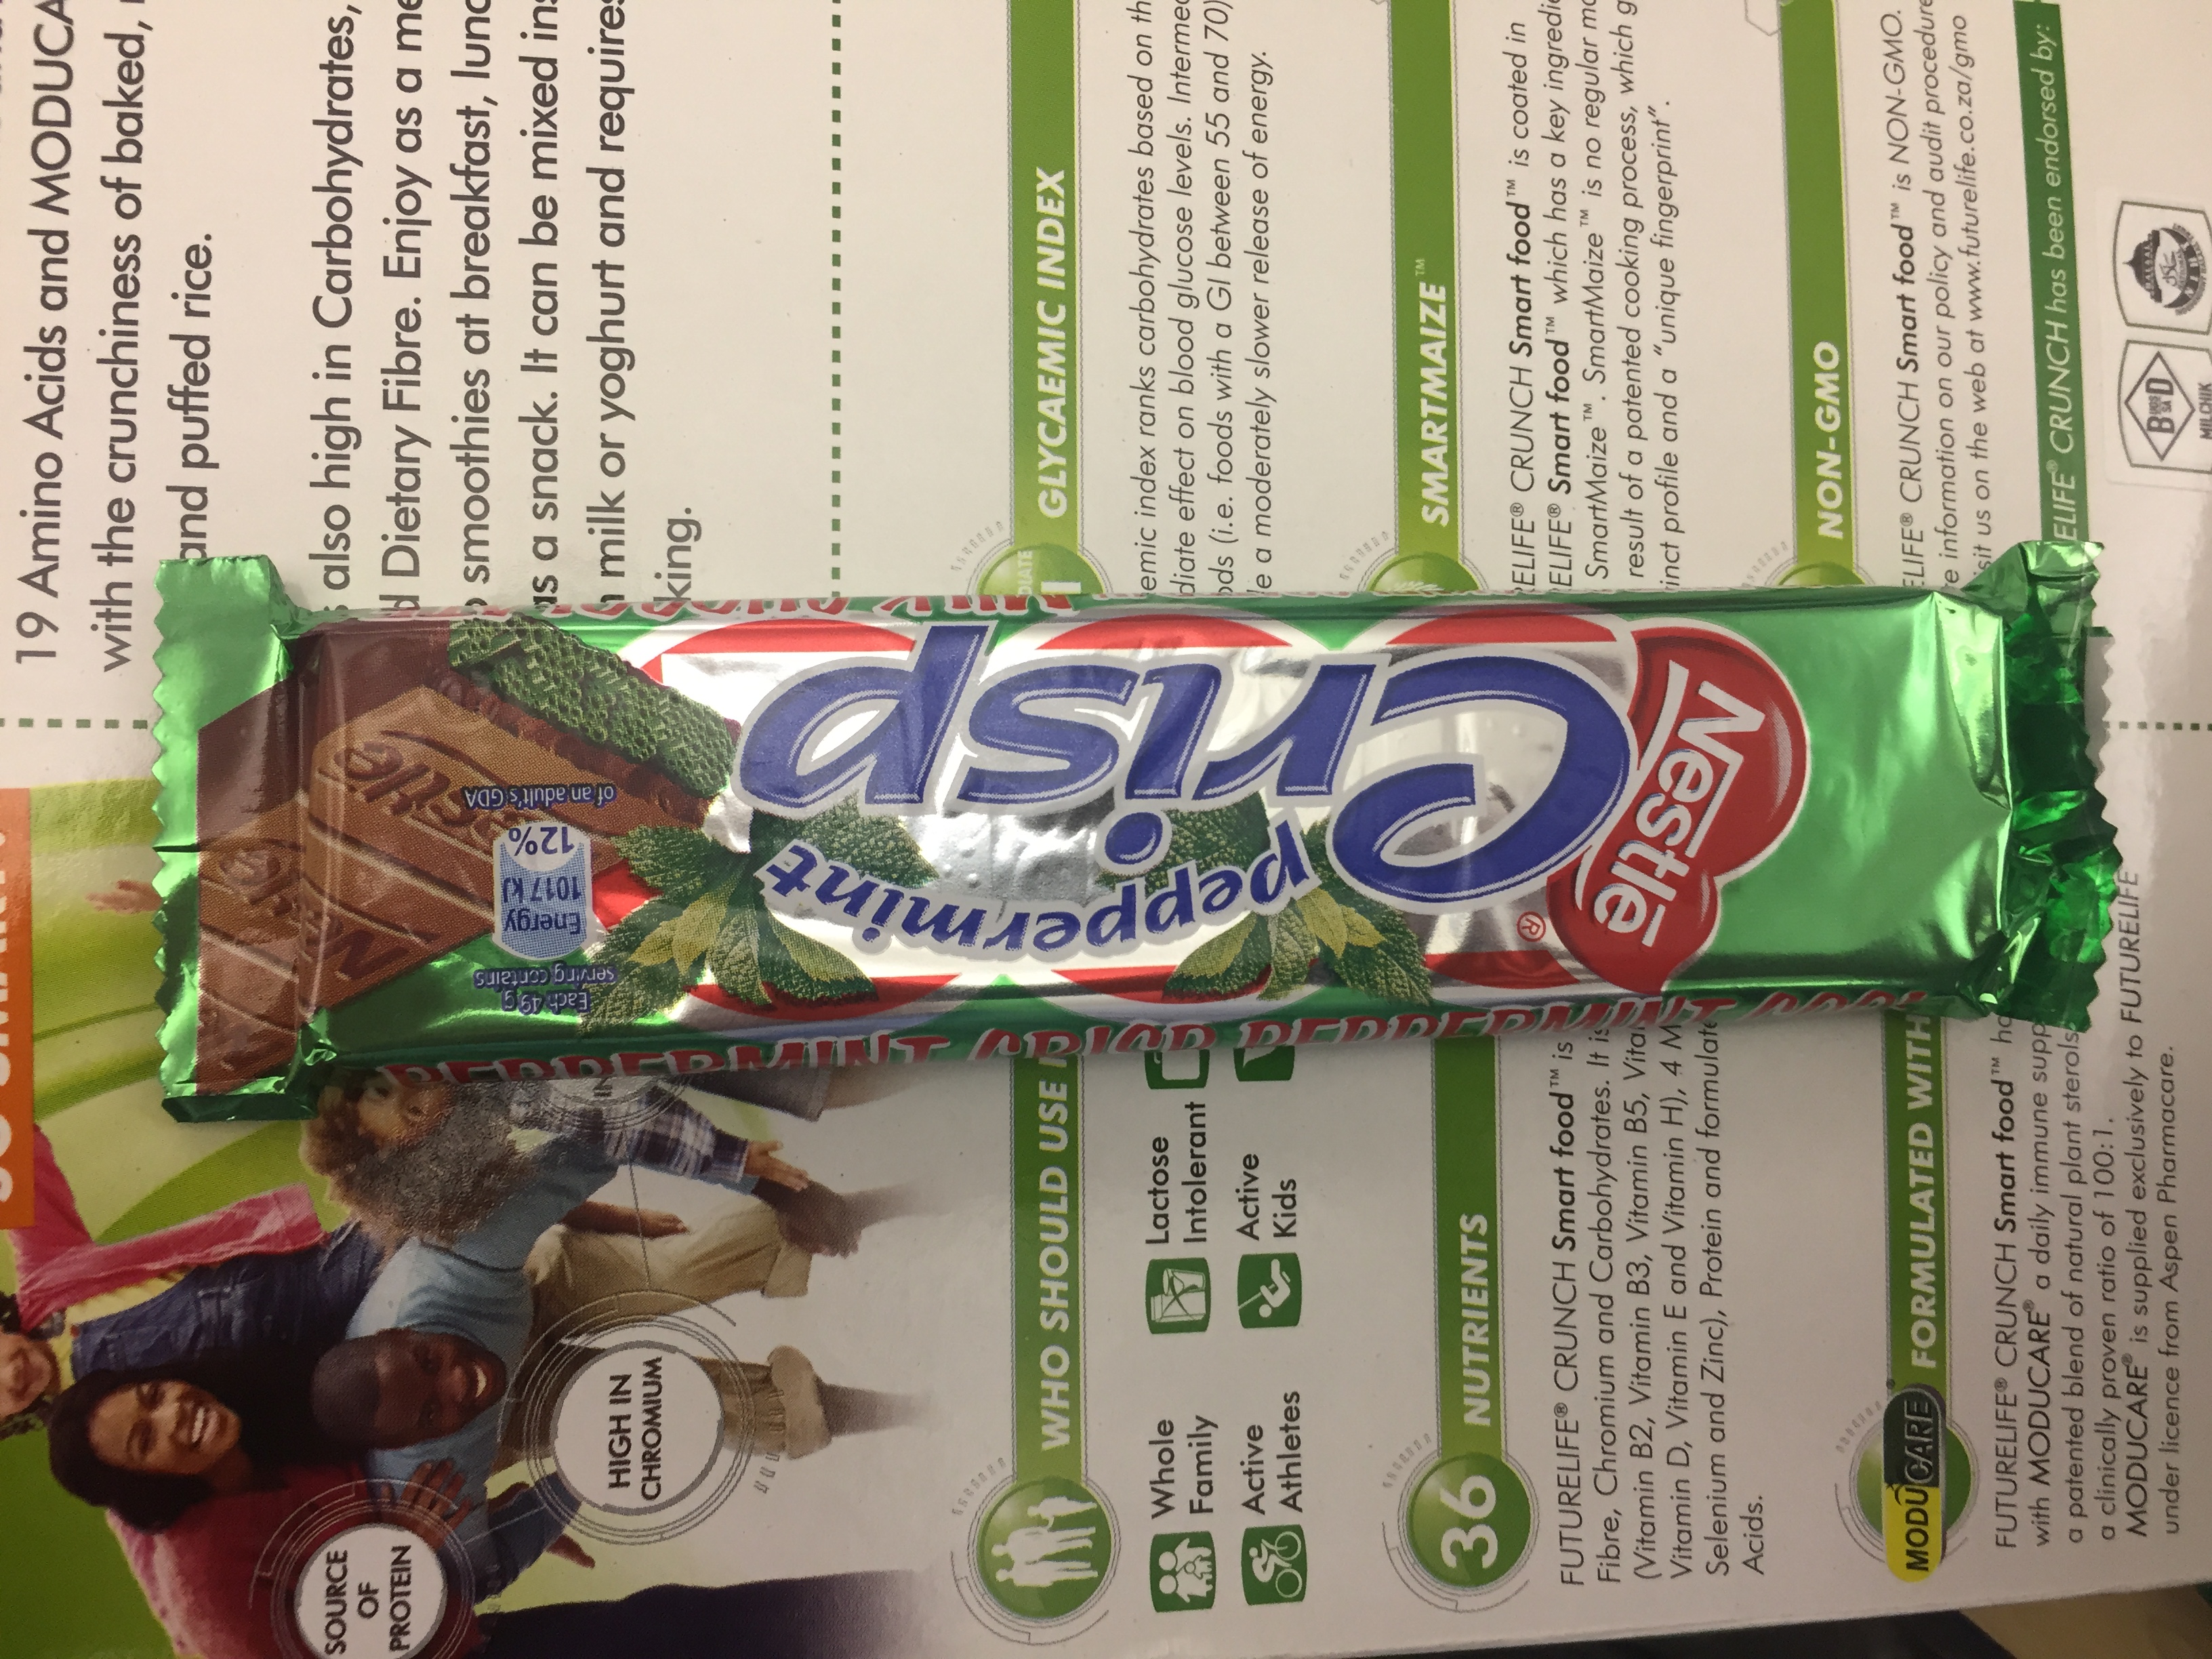 19 Amino Acids and MODUCA
with the crunchiness of baked,
and puffed rice.
also high in Carbohydrates,
Dietary Fibre. Enjoy as a me
smoothies at breakfast, lunc
as a snack. It can be mixed ins
milk or yoghurt and requires
king.
SOURCE
OF
PROTEIN
HIGH IN
CHROMIUM
Each 49 g
serving contains
Energy
1017 kJ
12%
of an adult's GDA
peppermint
Crisp
®
Nestlé
WHO SHOULD USE
Whole
Family
Lactose
Intolerant
Active
Athletes
Active
Kids
36 NUTRIENTS
FUTURELIFE® CRUNCH Smart food™ is
Fibre, Chromium and Carbohydrates. It is
(Vitamin B2, Vitamin B3, Vitamin B5, Vita
Vitamin D, Vitamin E and Vitamin H), 4 M
Selenium and Zinc), Protein and formulate
Acids.
MODUCARE® FORMULATED WITH
FUTURELIFE® CRUNCH Smart food™ ha
with MODUCARE® a daily immune supp
a patented blend of natural plant sterols
a clinically proven ratio of 100:1.
MODUCARE® is supplied exclusively to FUTURELIFE
under licence from Aspen Pharmacare.
DIATE
GLYCAEMIC INDEX
emic index ranks carbohydrates based on th
diate effect on blood glucose levels. Intermed
ods (i.e. foods with a GI between 55 and 70)
e a moderately slower release of energy.
SMARTMAIZE™
ELIFE® CRUNCH Smart food™ is coated in
ELIFE® Smart food™ which has a key ingredie
SmartMaize™. SmartMaize™ is no regular ma
result of a patented cooking process, which g
inct profile and a “unique fingerprint”.
NON-GMO
ELIFE® CRUNCH Smart food™ is NON-GMO.
e information on our policy and audit procedure
isit us on the web at www.futurelife.co.za/gmo
ELIFE® CRUNCH has been endorsed by:
MILCHIK